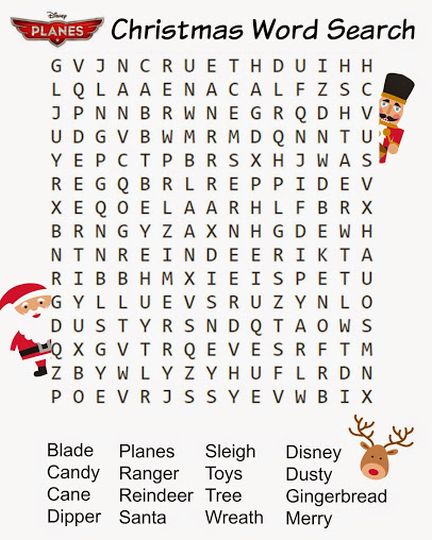 Disney
PLANES
Christmas Word Search
G V J N C R U E T H D U I H H
L Q L A A E N A C A L F Z S C
J P N N B R W N E G R Q D H V
U D G V B W M R M D Q N N T U
Y E P C T P B R S X H J W A S
R E G Q B R L R E P P I D E V
X E Q O E L A A R H L F B R X
B R N G Y Z A X N H G D E W H
N T N R E I N D E E R I K T A
R I B B H M X I E I S P E T U
G Y L L U E V S R U Z Y N L O
D U S T Y R S N D Q T A O W S
Q X G V T R Q E V E S R F T M
Z B Y W L Y Z Y H U F L R D N
P O E V R J S S Y E V W B I X
Blade Planes Sleigh Disney
Candy Ranger Toys Dusty
Cane Reindeer Tree Gingerbread
Dipper Santa Wreath Merry